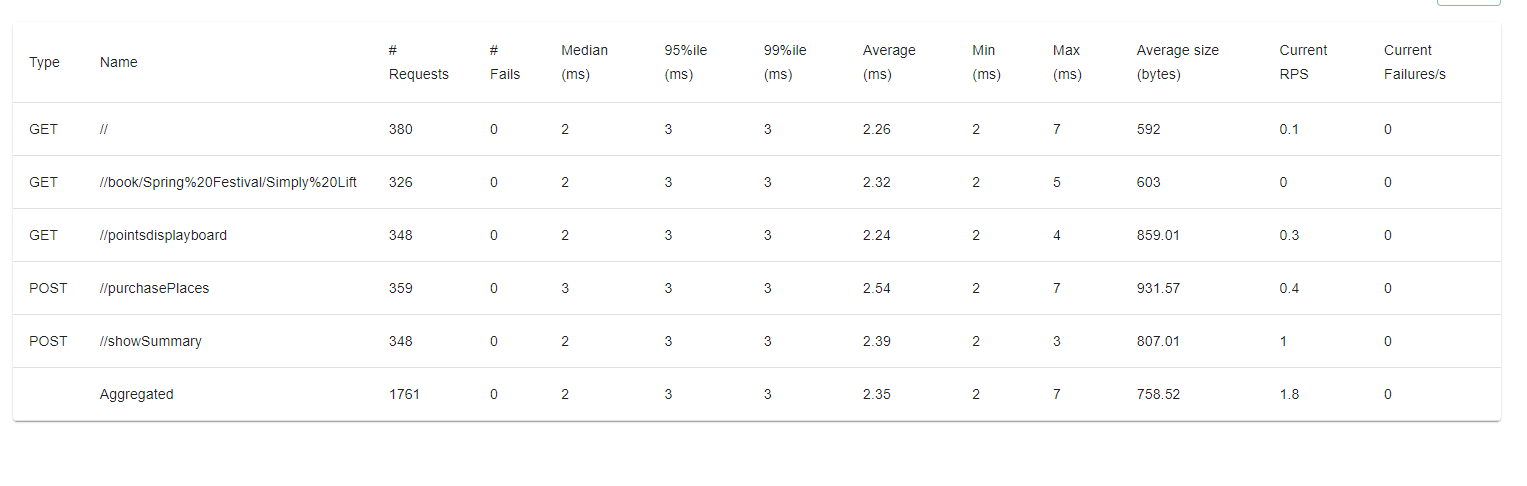 Type Name # Requests # Fails Median (ms) 95%ile (ms) 99%ile (ms) Average (ms) Min (ms) Max (ms) Average size (bytes) Current RPS Current Failures/s
GET // 380 0 2 3 3 2.26 2 7 592 0.1 0
GET //book/Spring%20Festival/Simply%20Lift 326 0 2 3 3 2.32 2 5 603 0 0
GET //pointsdisplayboard 348 0 2 3 3 2.24 2 4 859.01 0.3 0
POST //purchasePlaces 359 0 3 3 3 2.54 2 7 931.57 0.4 0
POST //showSummary 348 0 2 3 3 2.39 2 3 807.01 1 0
Aggregated 1761 0 2 3 3 2.35 2 7 758.52 1.8 0